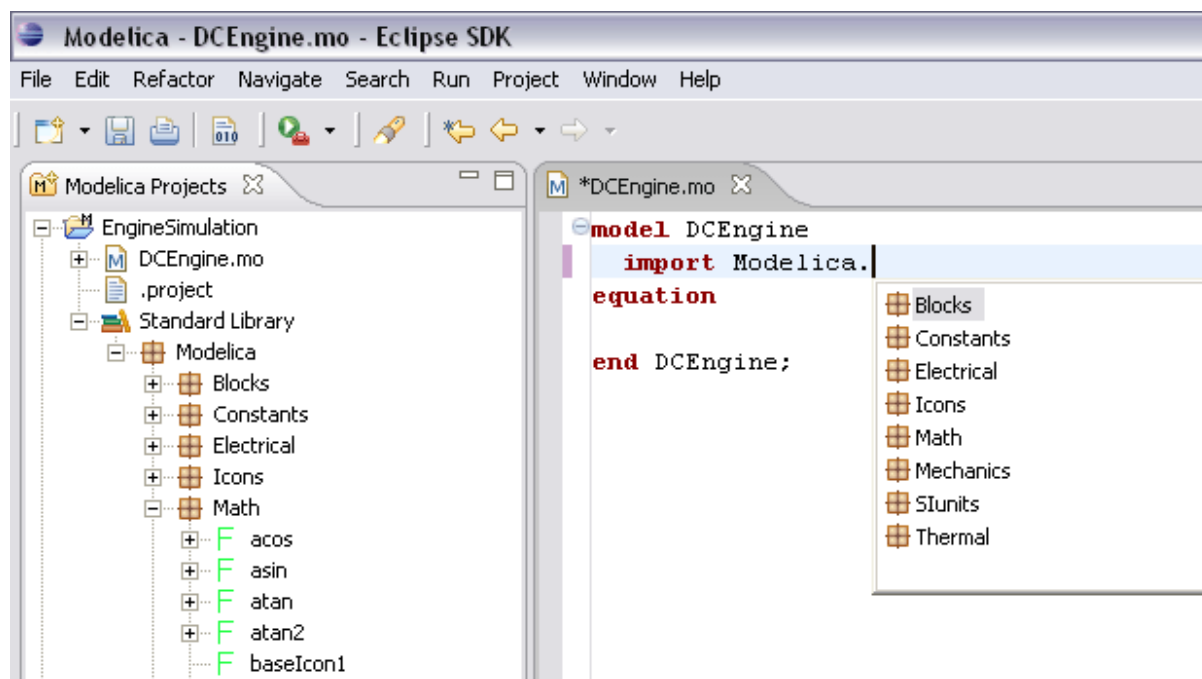 Modelica - DCEngine.mo - Eclipse SDK
File Edit Refactor Navigate Search Run Project Window Help
010
Modelica Projects
EngineSimulation
DCEngine.mo
.project
Standard Library
Modelica
Blocks
Constants
Electrical
Icons
Math
acos
asin
atan
atan2
baseIcon1
*DCEngine.mo
model DCEngine
import Modelica.
equation
end DCEngine;
Blocks
Constants
Electrical
Icons
Math
Mechanics
SIunits
Thermal